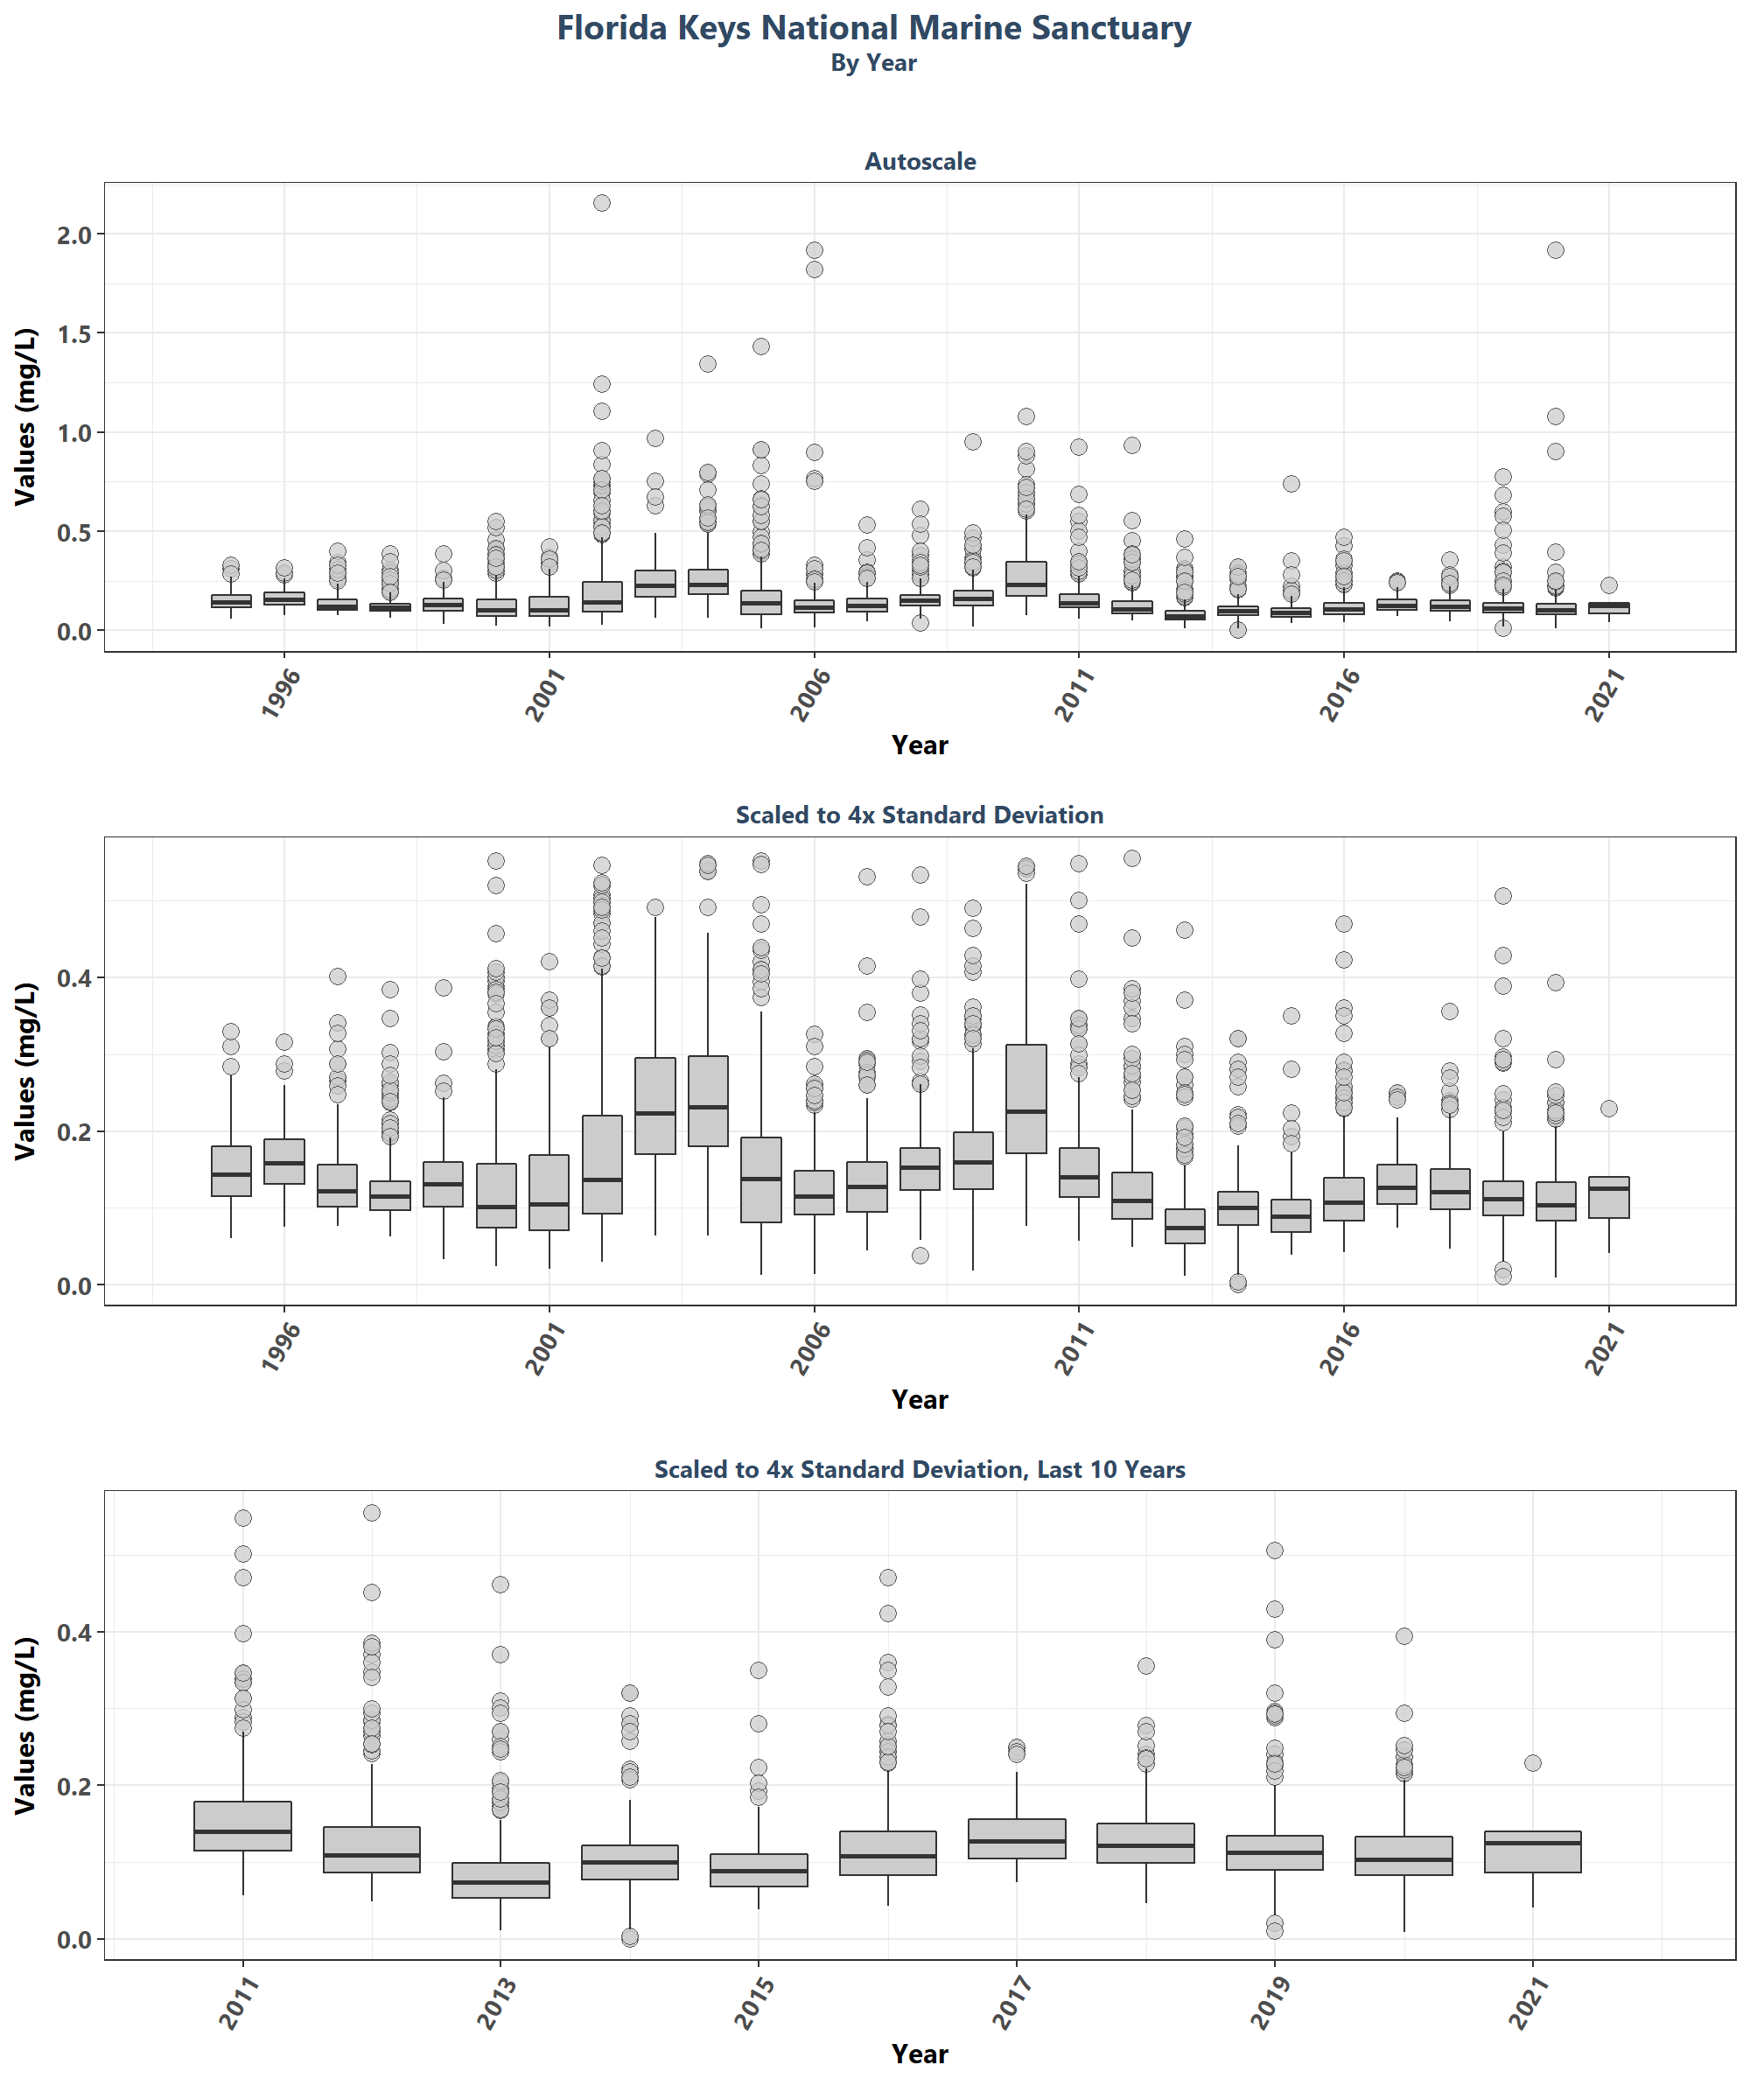 Florida Keys National Marine Sanctuary
By Year
Autoscale
Values (mg/L)
2.0
1.5
1.0
0.5
0.0
1996 2001 2006 2011 2016 2021
Year
Scaled to 4x Standard Deviation
Values (mg/L)
0.4
0.2
0.0
1996 2001 2006 2011 2016 2021
Year
Scaled to 4x Standard Deviation, Last 10 Years
Values (mg/L)
0.4
0.2
0.0
2011 2013 2015 2017 2019 2021
Year